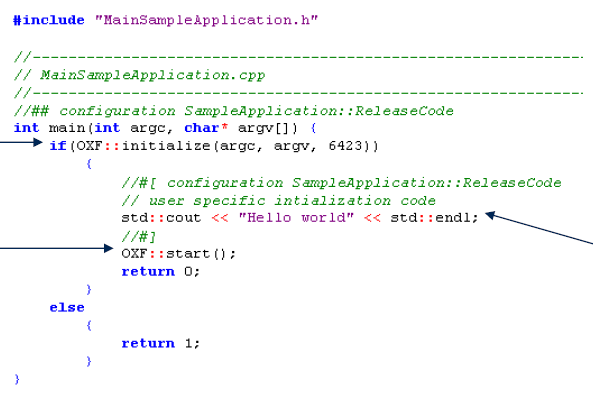 #include "MainSampleApplication.h"
//-------------------------------------------------------------
// MainSampleApplication.cpp
//-------------------------------------------------------------
//## configuration SampleApplication::ReleaseCode
int main(int argc, char* argv[]) {
if(OXF::initialize(argc, argv, 6423))
{
//#[ configuration SampleApplication::ReleaseCode
// user specific intialization code
std::cout << "Hello world" << std::endl;
//#]
OXF::start();
return 0;
}
else
{
return 1;
}
}